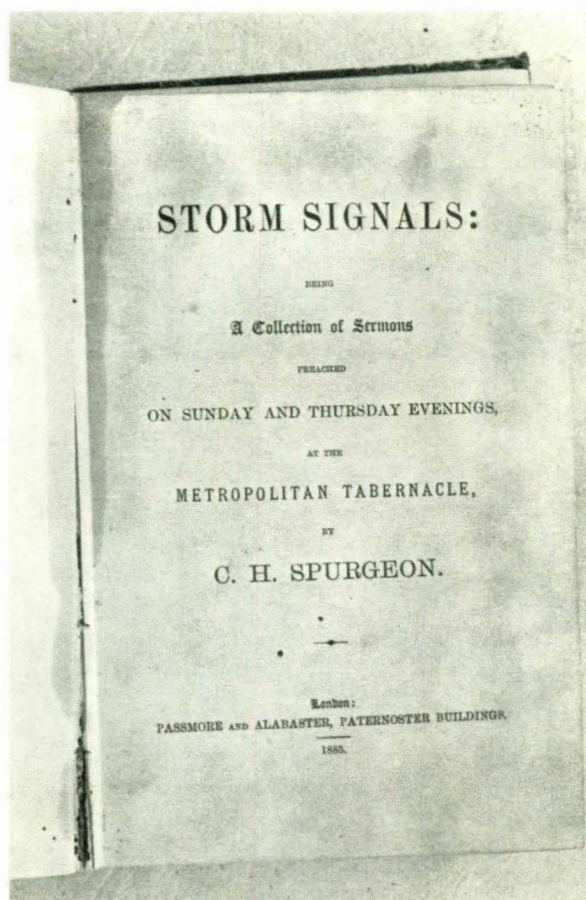 STORM SIGNALS:
BEING
A Collection of Sermons
PREACHED
ON SUNDAY AND THURSDAY EVENINGS,
AT THE
METROPOLITAN TABERNACLE,
BY
C. H. SPURGEON.
London:
PASSMORE AND ALABASTER, PATERNOSTER BUILDINGS.
1885.